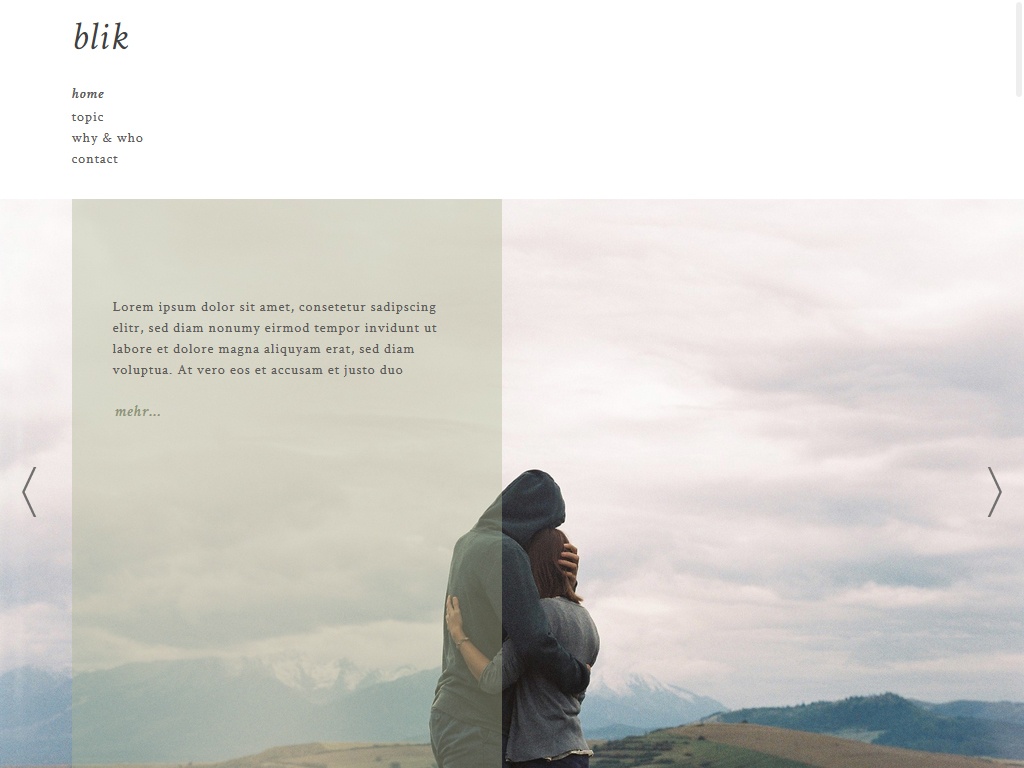 blik
home
topic
why & who
contact
Lorem ipsum dolor sit amet, consetetur sadipscing
elitr, sed diam nonumy eirmod tempor invidunt ut
labore et dolore magna aliquyam erat, sed diam
voluptua. At vero eos et accusam et justo duo
mehr...